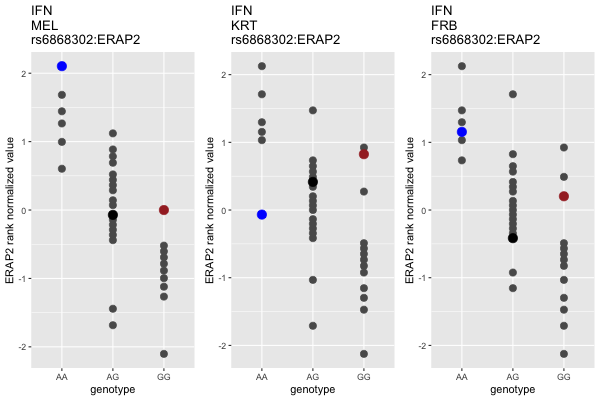 IFN
MEL
rs6868302:ERAP2
ERAP2 rank normalized value
2
1
0
-1
-2
AA AG GG
genotype
IFN
KRT
rs6868302:ERAP2
ERAP2 rank normalized value
2
1
0
-1
-2
AA AG GG
genotype
IFN
FRB
rs6868302:ERAP2
ERAP2 rank normalized value
2
1
0
-1
-2
AA AG GG
genotype